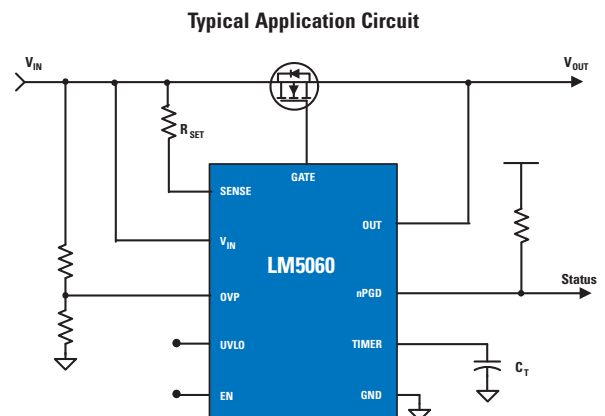 Typical Application Circuit
VIN
VOUT
RSET
GATE
SENSE
OUT
VIN
LM5060
OVP
nPGD
Status
UVLO
TIMER
CT
EN
GND